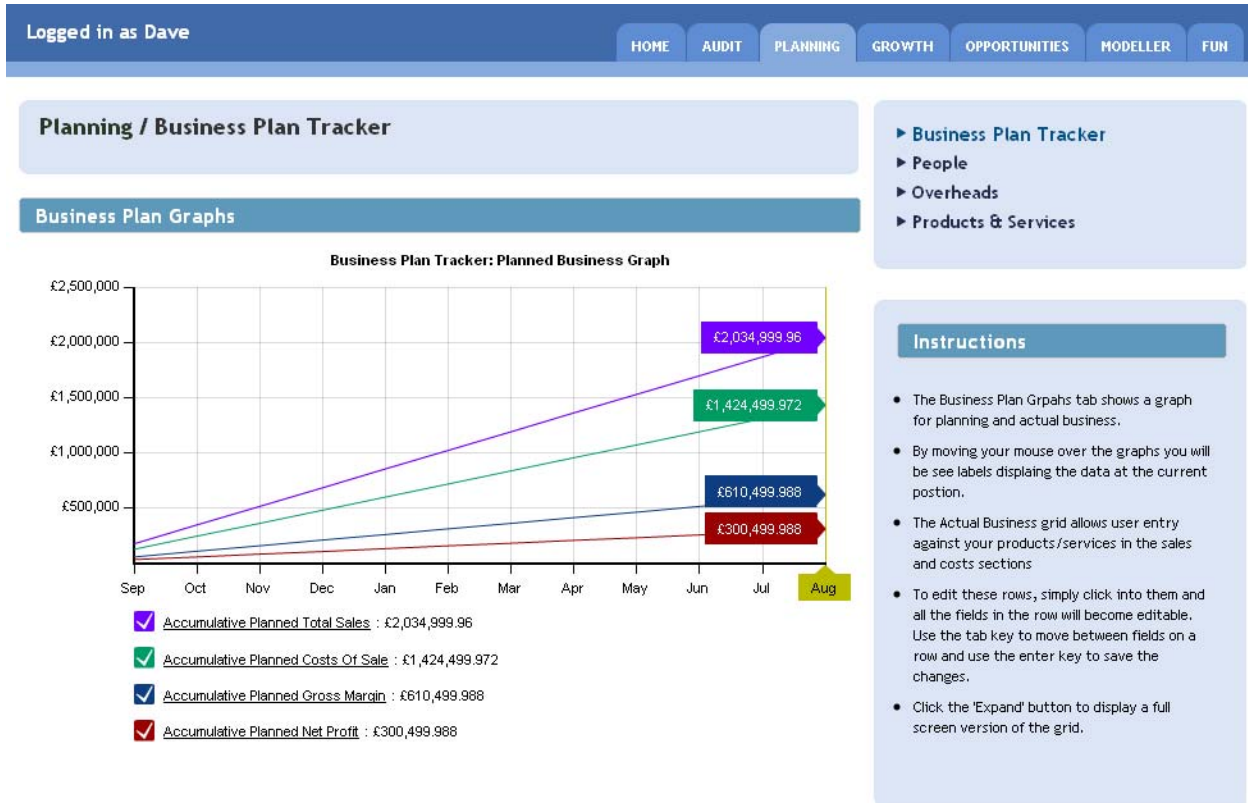 Logged in as Dave
HOME
AUDIT
PLANNING
GROWTH
OPPORTUNITIES
MODELLER
FUN
Planning / Business Plan Tracker
Business Plan Graphs
Business Plan Tracker: Planned Business Graph
£2,500,000
£2,000,000
£1,500,000
£1,000,000
£500,000
£2,034,999.96
£1,424,499.972
£610,499.988
£300,499.988
Sep
Oct
Nov
Dec
Jan
Feb
Mar
Apr
May
Jun
Jul
Aug
Accumulative Planned Total Sales : £2,034,999.96
Accumulative Planned Costs Of Sale : £1,424,499.972
Accumulative Planned Gross Margin : £610,499.988
Accumulative Planned Net Profit : £300,499.988
Business Plan Tracker
People
Overheads
Products & Services
Instructions
The Business Plan Grpahs tab shows a graph
for planning and actual business.
By moving your mouse over the graphs you will
be see labels displaing the data at the current
postion.
The Actual Business grid allows user entry
against your products/services in the sales
and costs sections
To edit these rows, simply click into them and
all the fields in the row will become editable.
Use the tab key to move between fields on a
row and use the enter key to save the
changes.
Click the 'Expand' button to display a full
screen version of the grid.